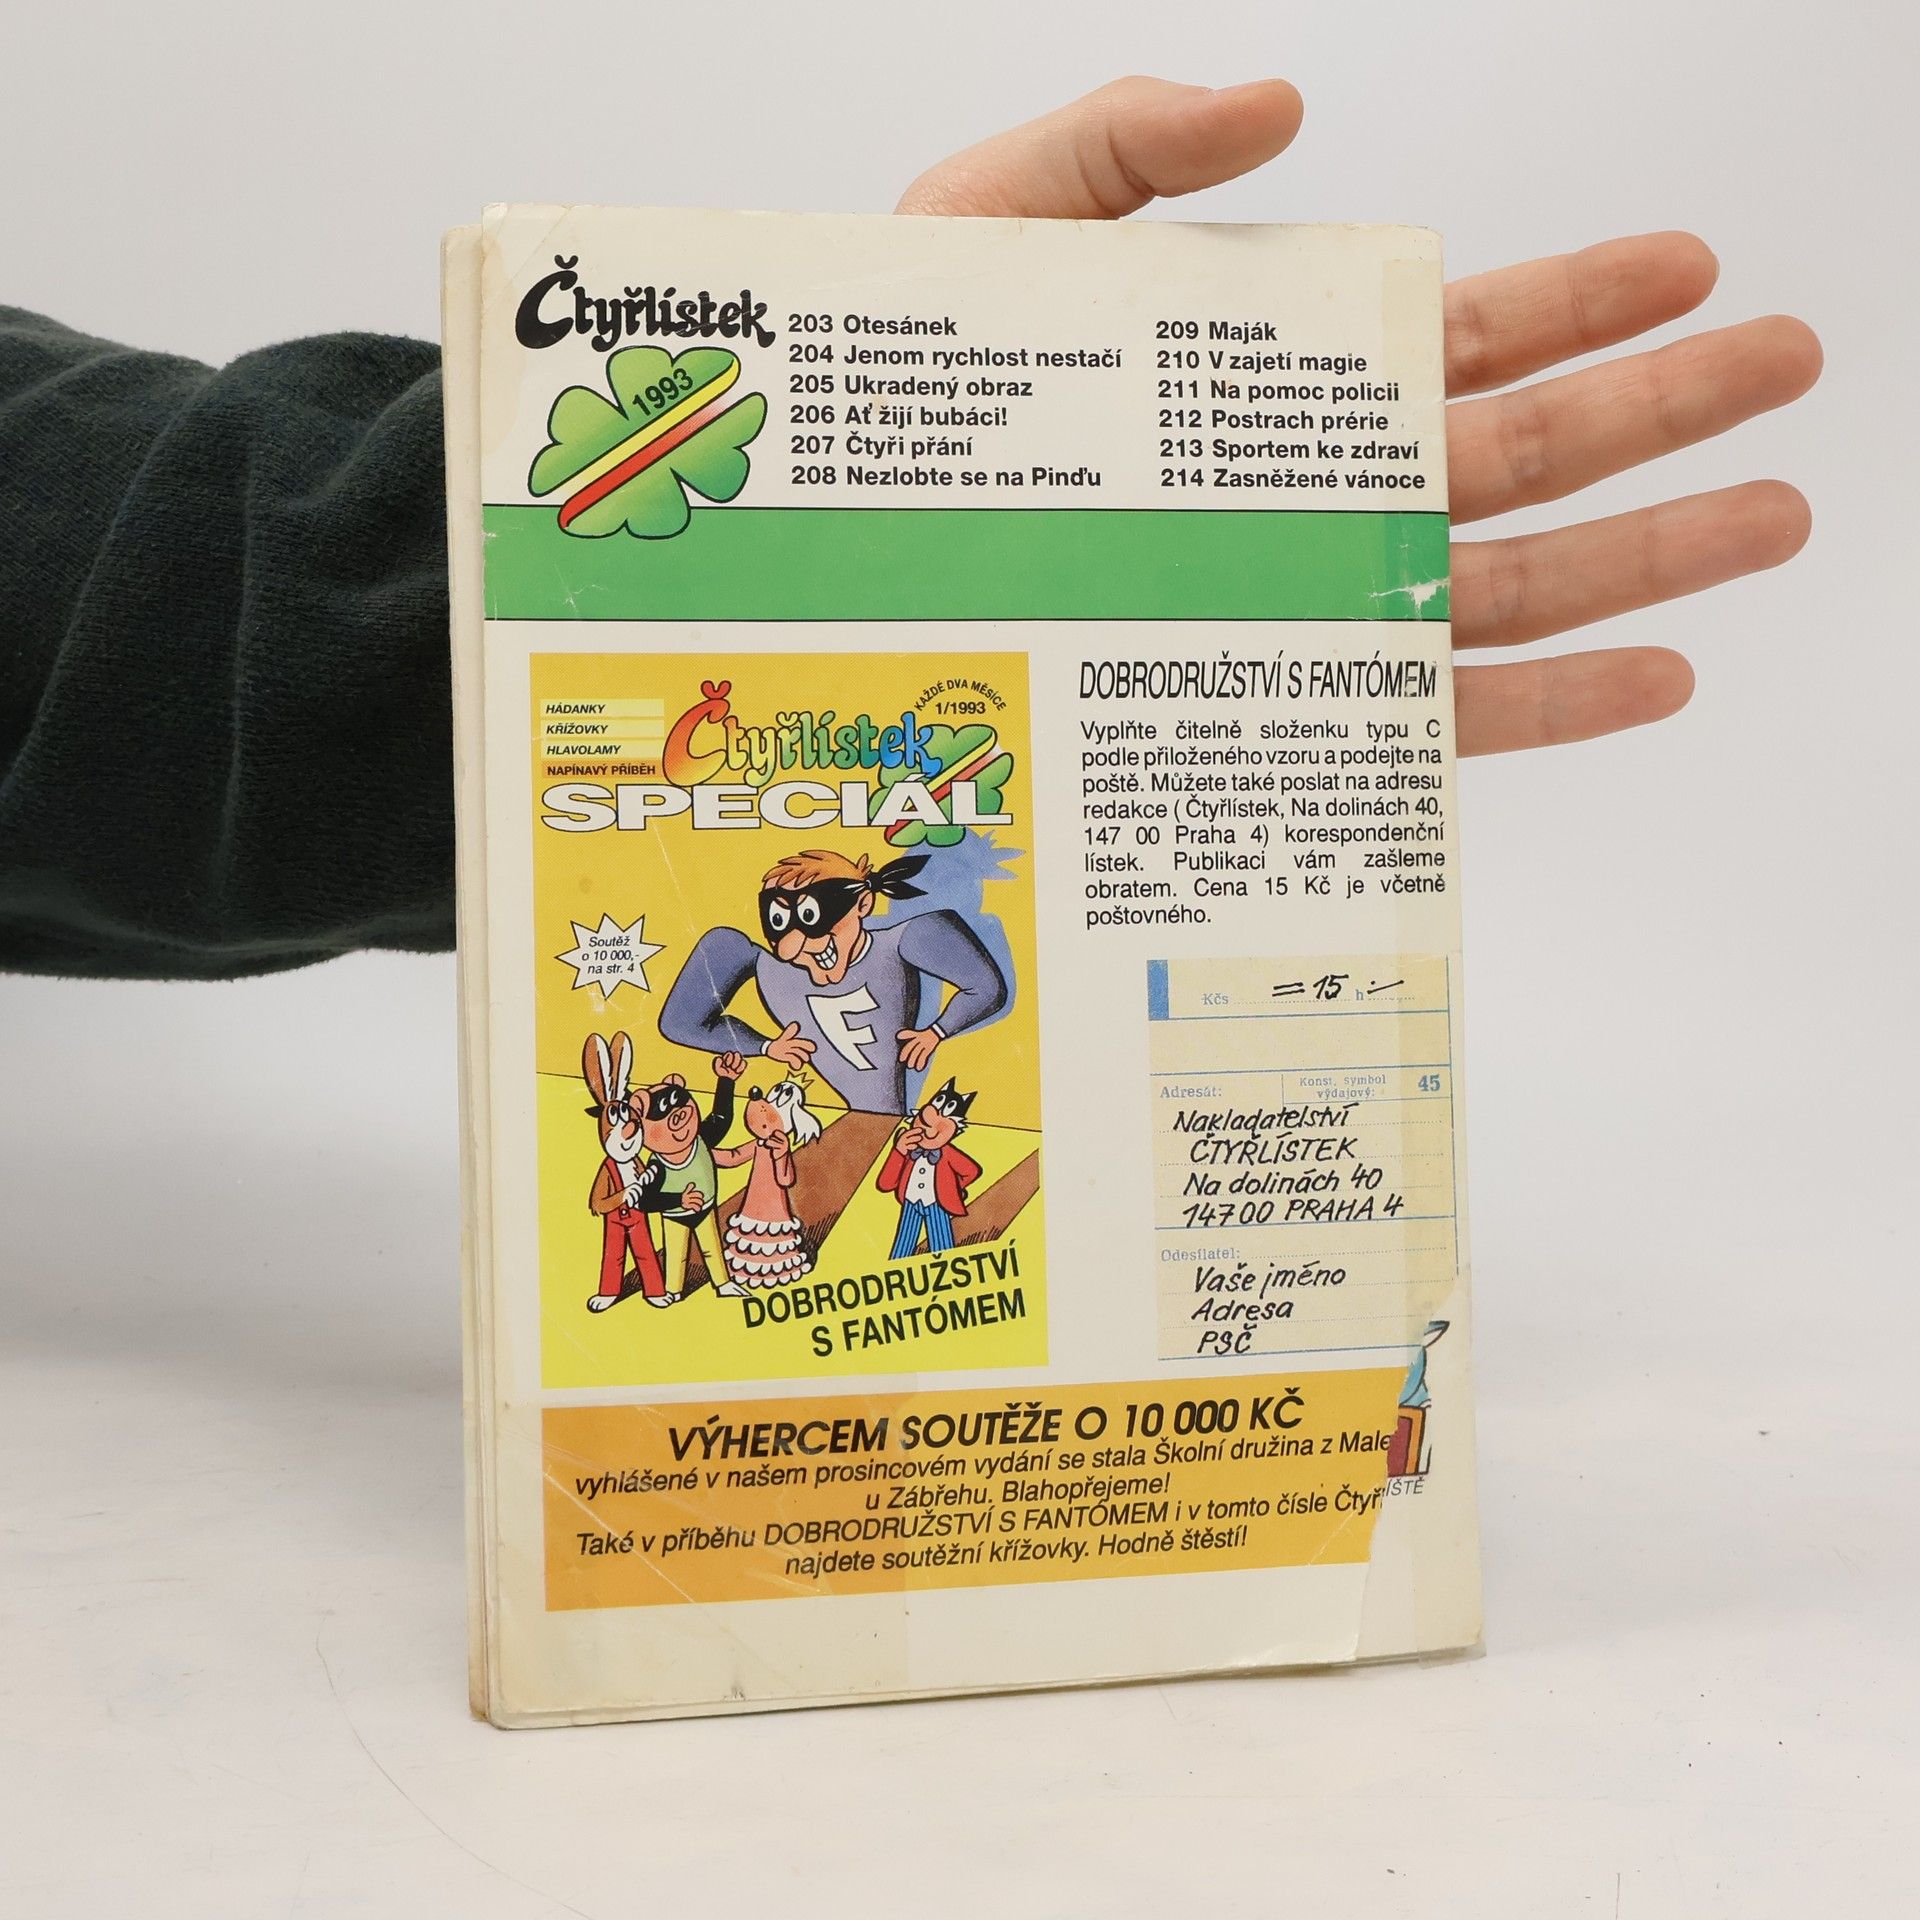 Čtyřlístek
1993
203 Otesánek
204 Jenom rychlost nestačí
205 Ukradený obraz
206 Ať žijí bubáci!
207 Čtyři přání
208 Nezlobte se na Pinďu
209 Maják
210 V zajetí magie
211 Na pomoc policii
212 Postrach prérie
213 Sportem ke zdraví
214 Zasněžené vánoce
HÁDANKY
KŘÍŽOVKY
HLAVOLAMY
NAPÍNAVÝ PŘÍBĚH
KAŽDÉ DVA MĚSÍCE
1/1993
Čtyřlístek
SPECIÁL
Soutěž
o 10 000,-
na str. 4
F
DOBRODRUŽSTVÍ
S FANTÓMEM
DOBRODRUŽSTVÍ S FANTÓMEM
Vyplňte čitelně složenku typu C
podle přiloženého vzoru a podejte na
poště. Můžete také poslat na adresu
redakce ( Čtyřlístek, Na dolinách 40,
147 00 Praha 4) korespondenční
lístek. Publikaci vám zašleme
obratem. Cena 15 Kč je včetně
poštovného.
Kčs =15 h -
Adresát:
Konst. symbol
výdajový: 45
Nakladatelství
ČTYŘLÍSTEK
Na dolinách 40
14700 PRAHA 4
Odesílatel:
Vaše jméno
Adresa
PSČ
VÝHERCEM SOUTĚŽE O 10 000 KČ
vyhlášené v našem prosincovém vydání se stala Školní družina z Male
u Zábřehu. Blahopřejeme!
Také v příběhu DOBRODRUŽSTVÍ S FANTÓMEM i v tomto čísle Čtyř
najdete soutěžní křížovky. Hodně štěstí!
ÍŠTĚ